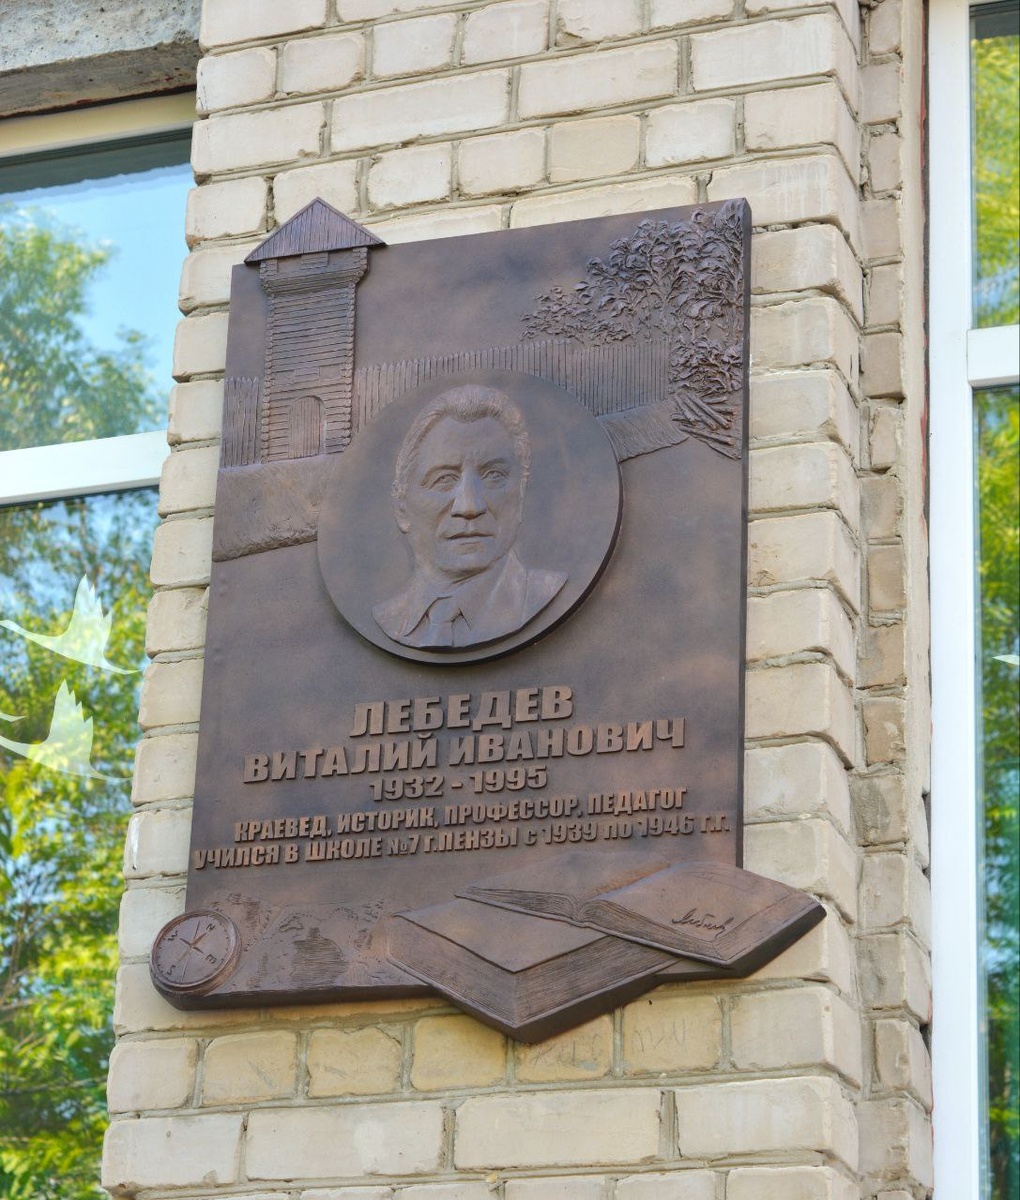 ЛЕБЕДЕВ
ВИТАЛИЙ ИВАНОВИЧ
1932 - 1995
КРАЕВЕД, ИСТОРИК, ПРОФЕССОР, ПЕДАГОГ
УЧИЛСЯ В ШКОЛЕ №7 Г.ПЕНЗЫ С 1939 ПО 1946 Г.Г.